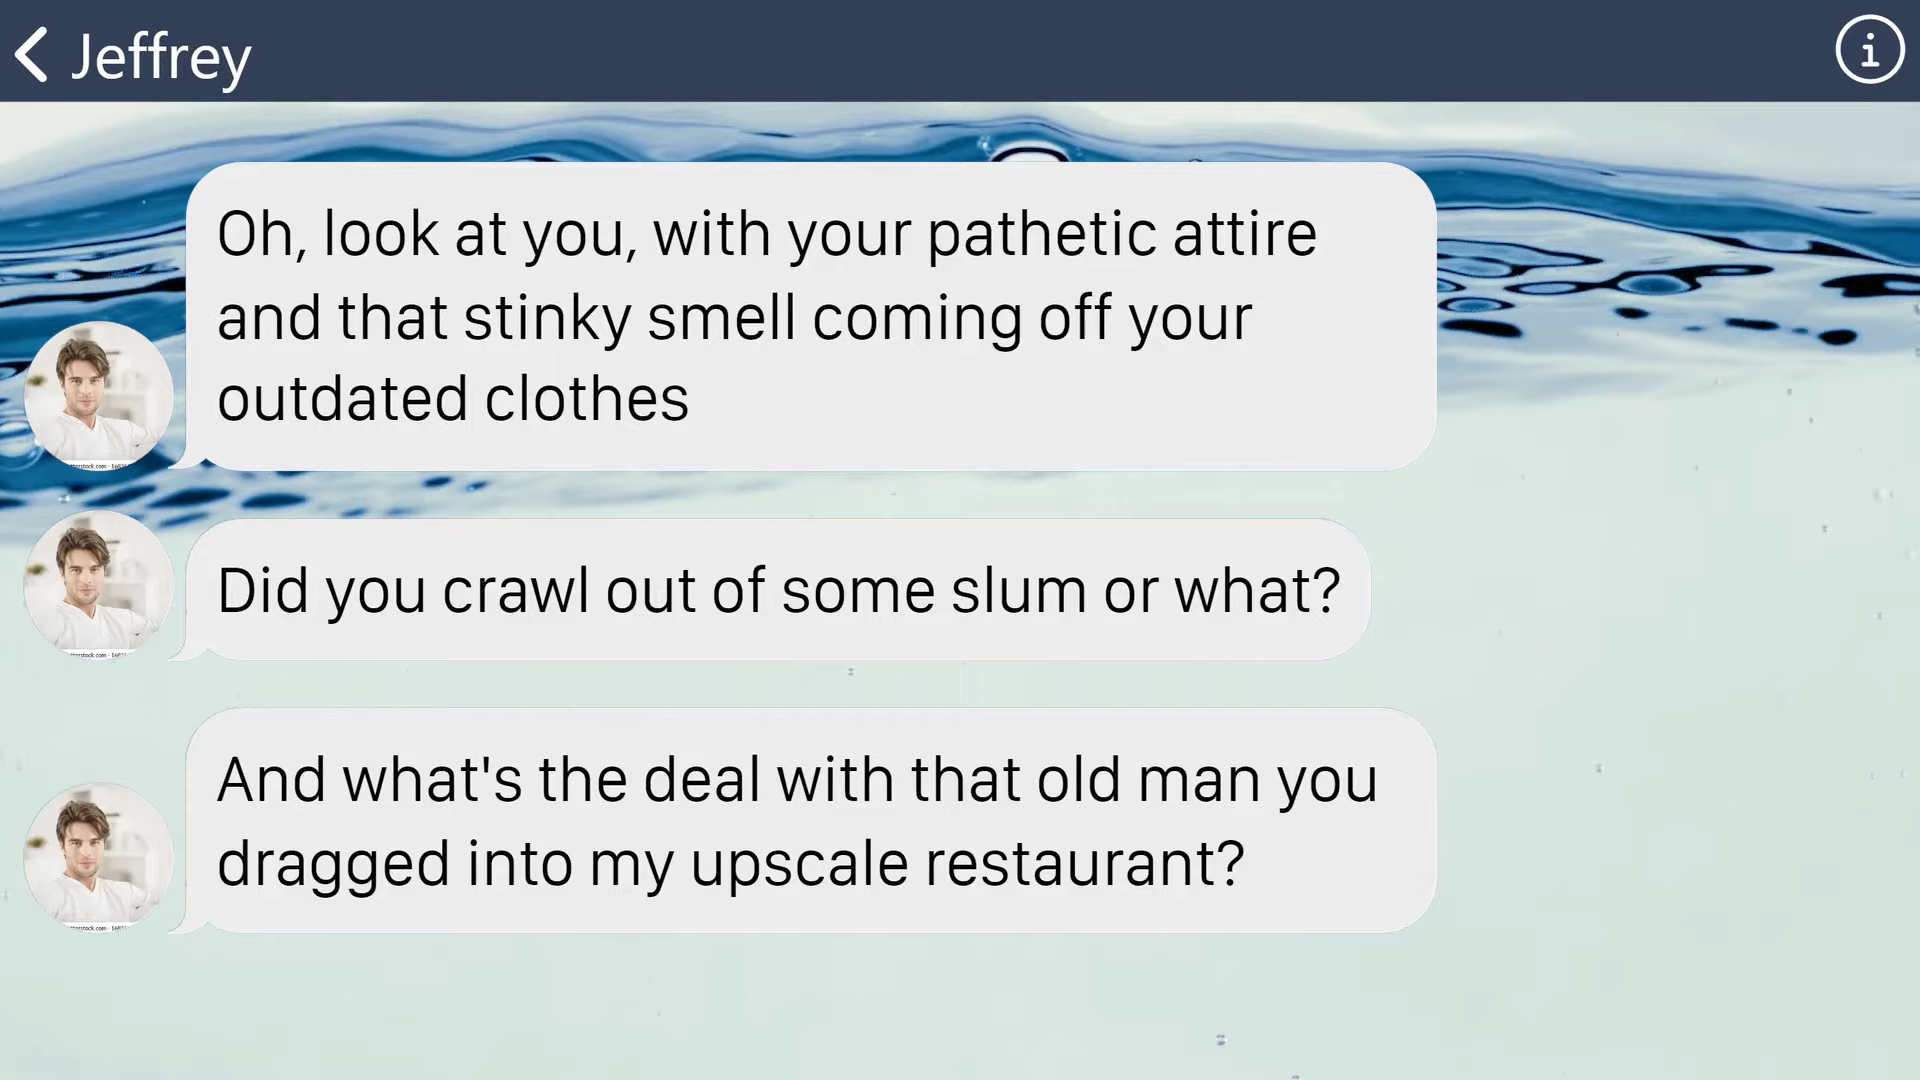 Jeffrey
Oh, look at you, with your pathetic attire
and that stinky smell coming off your
outdated clothes
Did you crawl out of some slum or what?
And what's the deal with that old man you
dragged into my upscale restaurant?